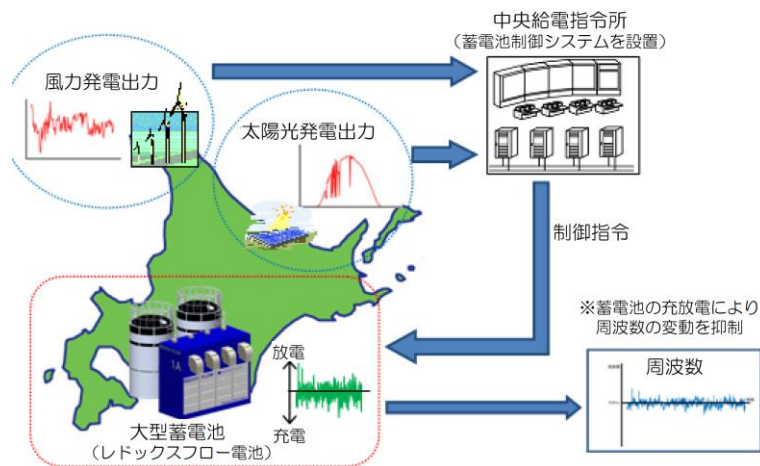 中央給電指令所
（蓄電池制御システムを設置）
風力発電出力
太陽光発電出力
制御指令
※蓄電池の充放電により
周波数の変動を抑制
周波数
放電
充電
1A
大型蓄電池
（レドックスフロー電池）